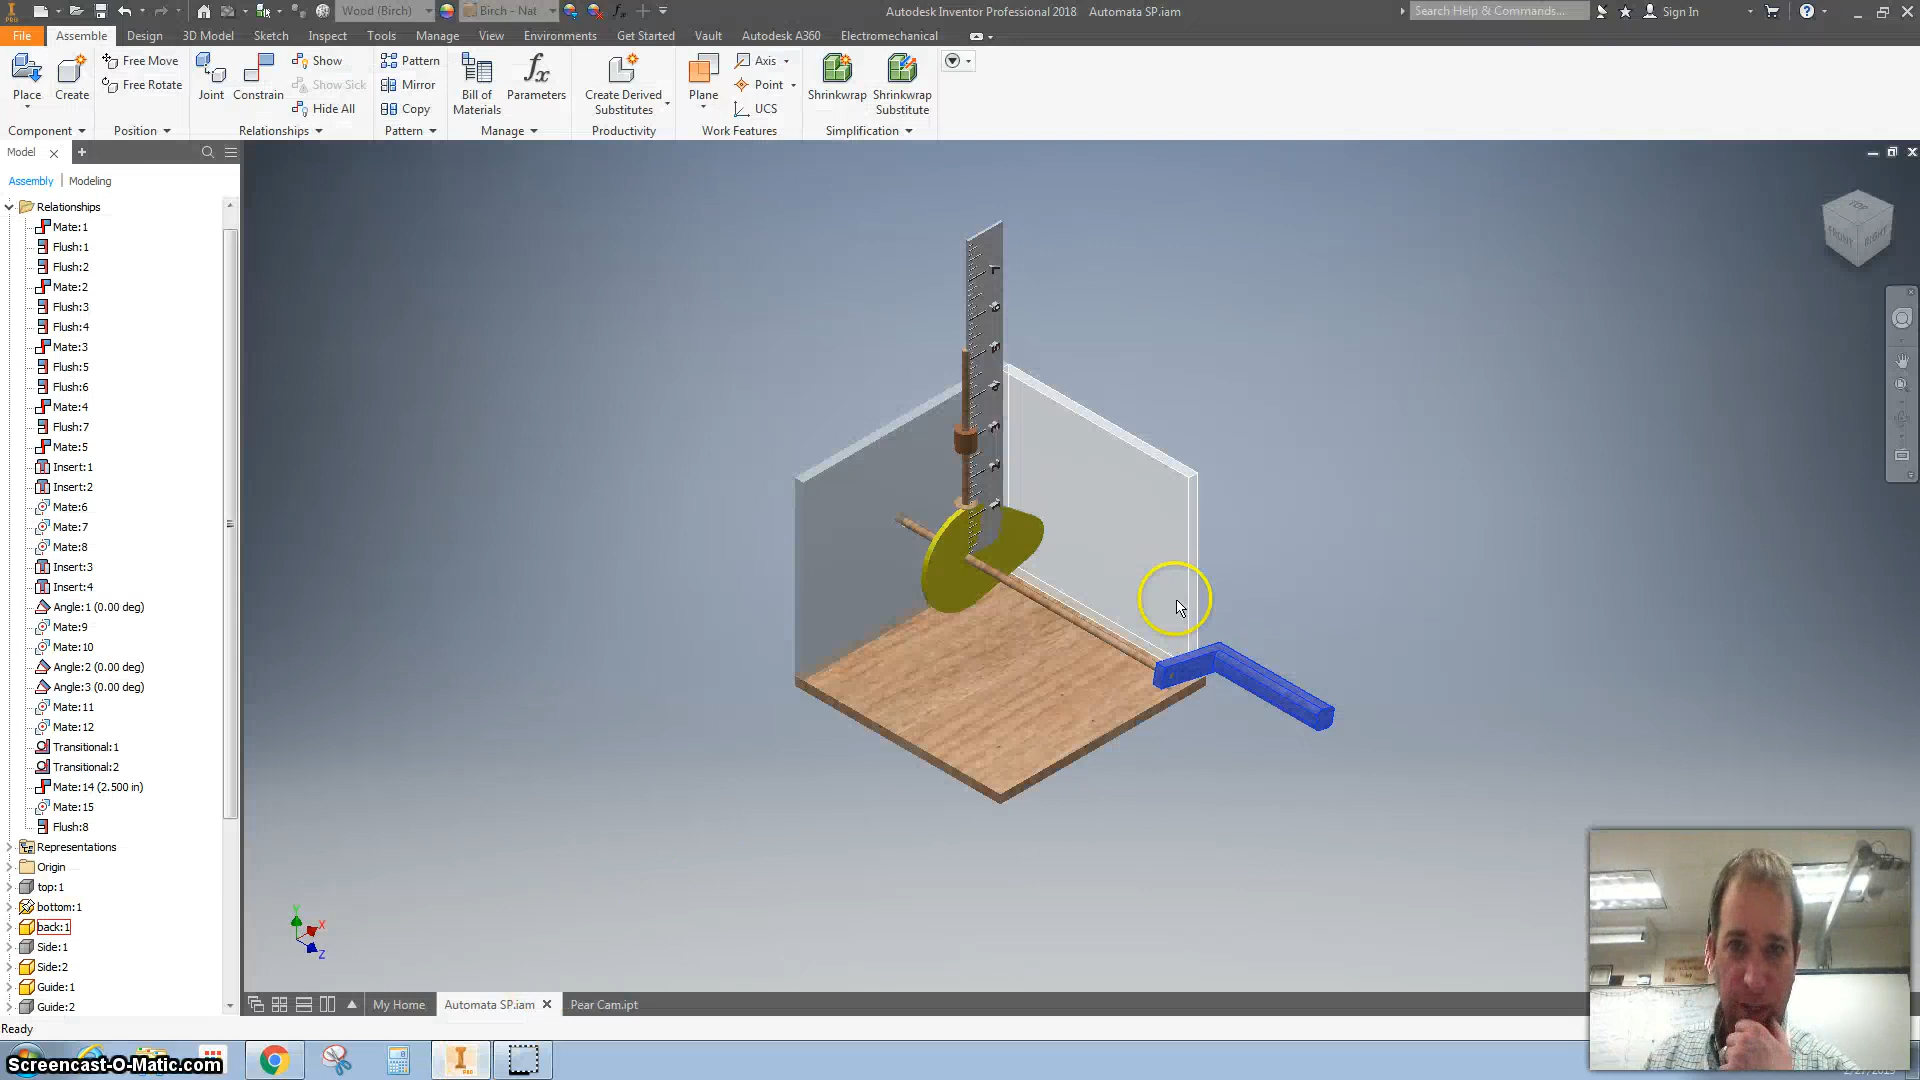 Wood (Birch)
Birch - Nat
Autodesk Inventor Professional 2018   Automata SP.iam
Search Help & Commands...
Sign In
File
Assemble
Design
3D Model
Sketch
Inspect
Tools
Manage
View
Environments
Get Started
Vault
Autodesk A360
Electromechanical
Place
Create
Free Move
Free Rotate
Joint
Constrain
Show
Show Sick
Hide All
Pattern
Mirror
Copy
Bill of
Materials
Parameters
Create Derived
Substitutes
Plane
Axis
Point
UCS
Shrinkwrap
Shrinkwrap
Substitute
Component
Position
Relationships
Pattern
Manage
Productivity
Work Features
Simplification
Model
Assembly
Modeling
Relationships
Mate:1
Flush:1
Flush:2
Mate:2
Flush:3
Flush:4
Mate:3
Flush:5
Flush:6
Mate:4
Flush:7
Mate:5
Insert:1
Insert:2
Mate:6
Mate:7
Mate:8
Insert:3
Insert:4
Angle:1 (0.00 deg)
Mate:9
Mate:10
Angle:2 (0.00 deg)
Angle:3 (0.00 deg)
Mate:11
Mate:12
Transitional:1
Transitional:2
Mate:14 (2.500 in)
Mate:15
Flush:8
Representations
Origin
top:1
bottom:1
back:1
Side:1
Side:2
Guide:1
Guide:2
TOP
FRONT
RIGHT
Y
X
Z
My Home
Automata SP.iam
Pear Cam.ipt
Ready
Screencast-O-Matic.com